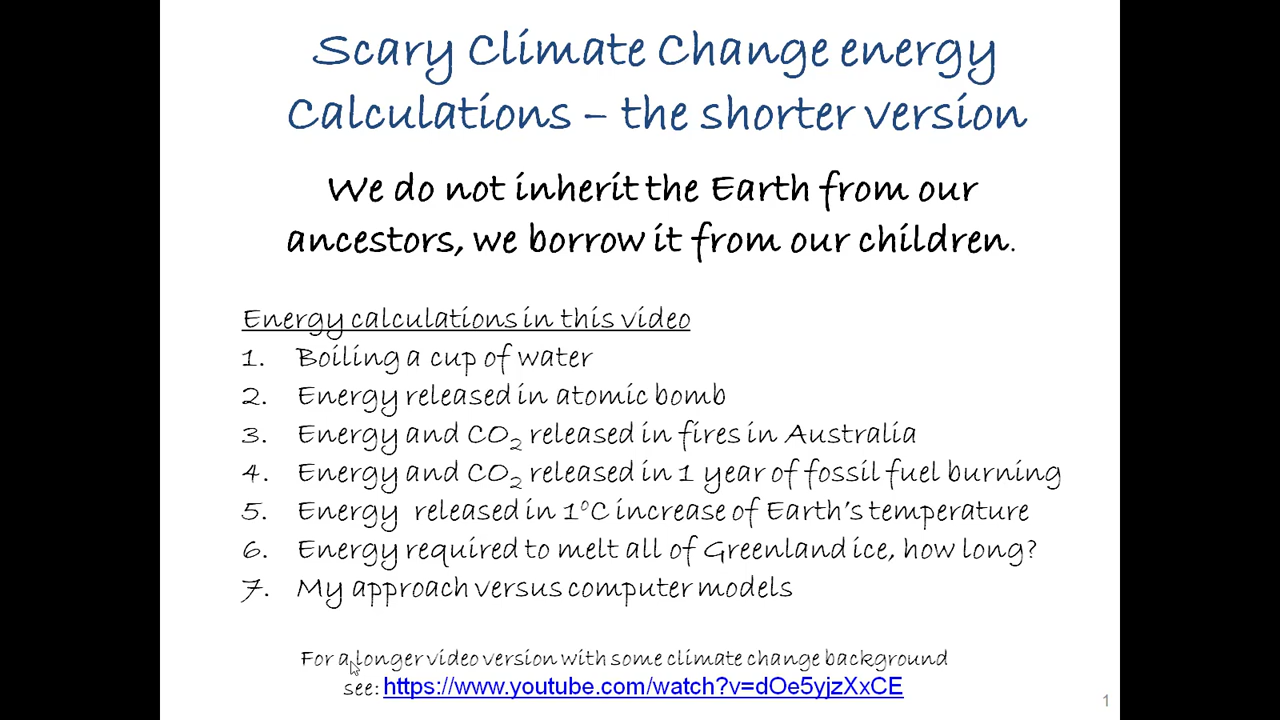 Scary Climate Change energy
Calculations – the shorter version
We do not inherit the Earth from our
ancestors, we borrow it from our children.
Energy calculations in this video
1. Boiling a cup of water
2. Energy released in atomic bomb
3. Energy and CO₂ released in fires in Australia
4. Energy and CO₂ released in 1 year of fossil fuel burning
5. Energy released in 1⁰C increase of Earth's temperature
6. Energy required to melt all of Greenland ice, how long?
7. My approach versus computer models
For a longer video version with some climate change background
see: https://www.youtube.com/watch?v=dOe5yjzXxCE
1